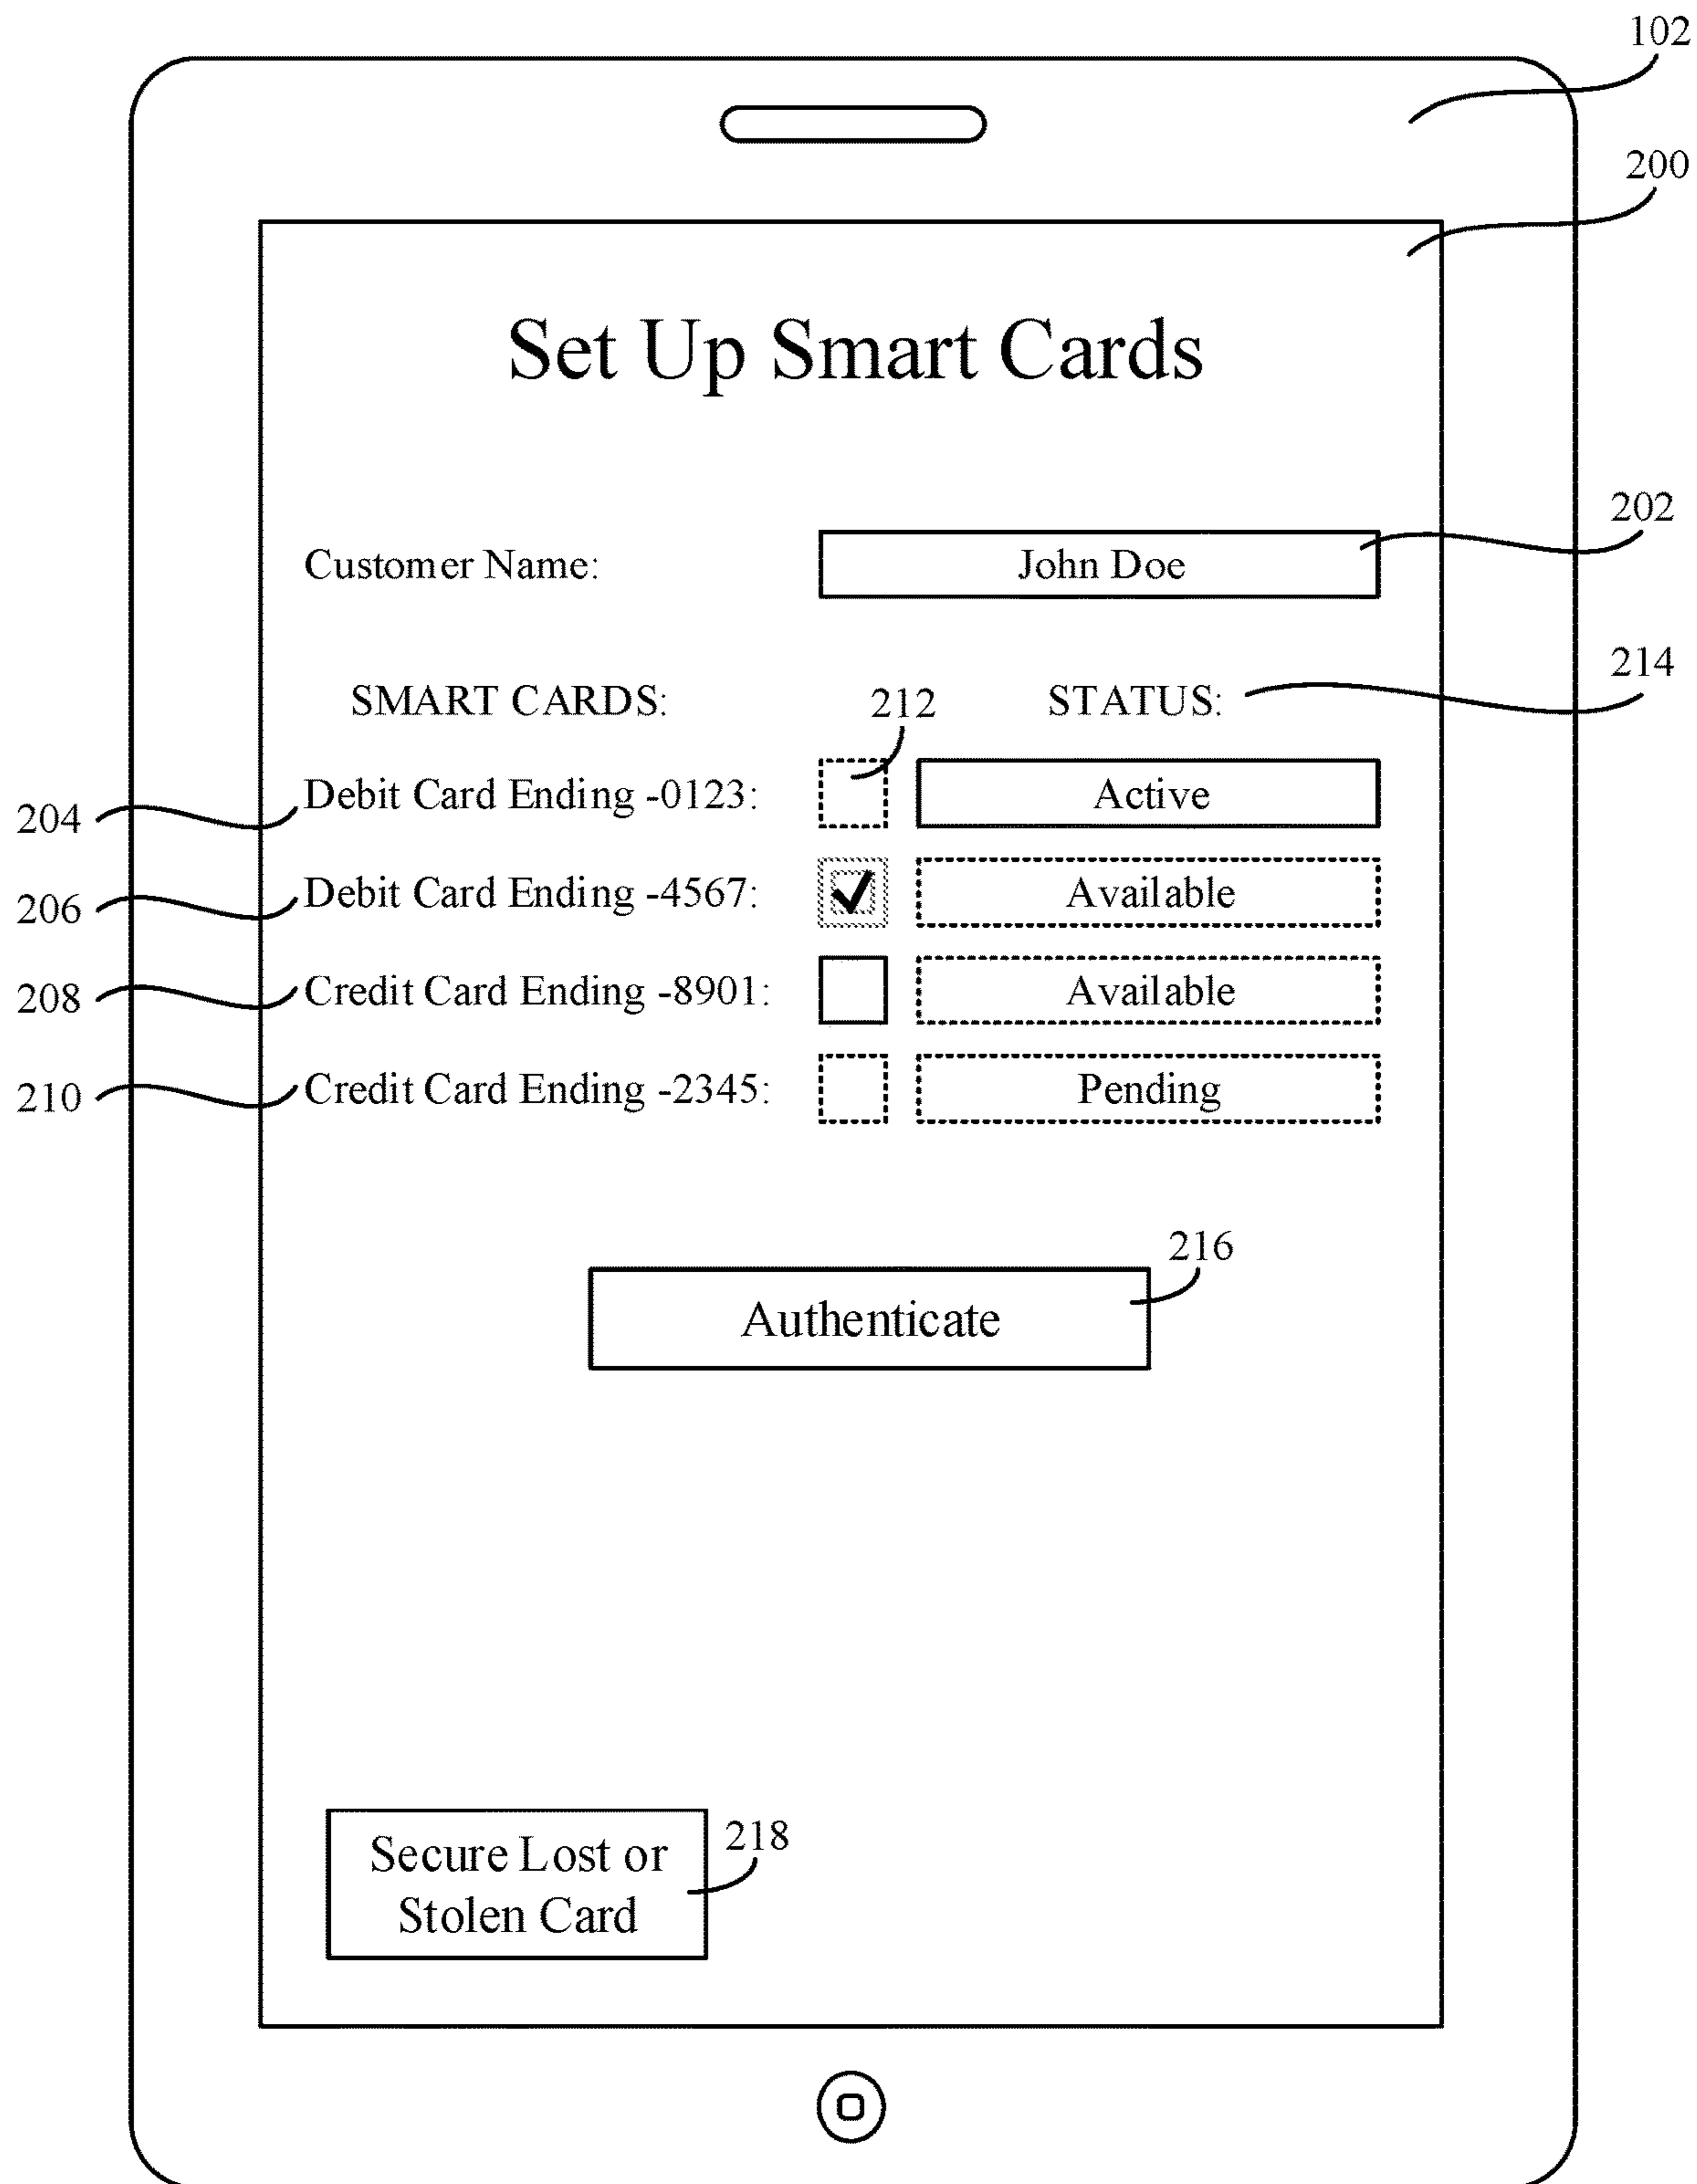 102
200
Set Up Smart Cards
202
Customer Name: John Doe
214
SMART CARDS: 212 STATUS:
204 Debit Card Ending -0123: Active
206 Debit Card Ending -4567: Available
208 Credit Card Ending -8901: Available
210 Credit Card Ending -2345: Pending
216
Authenticate
Secure Lost or 218
Stolen Card